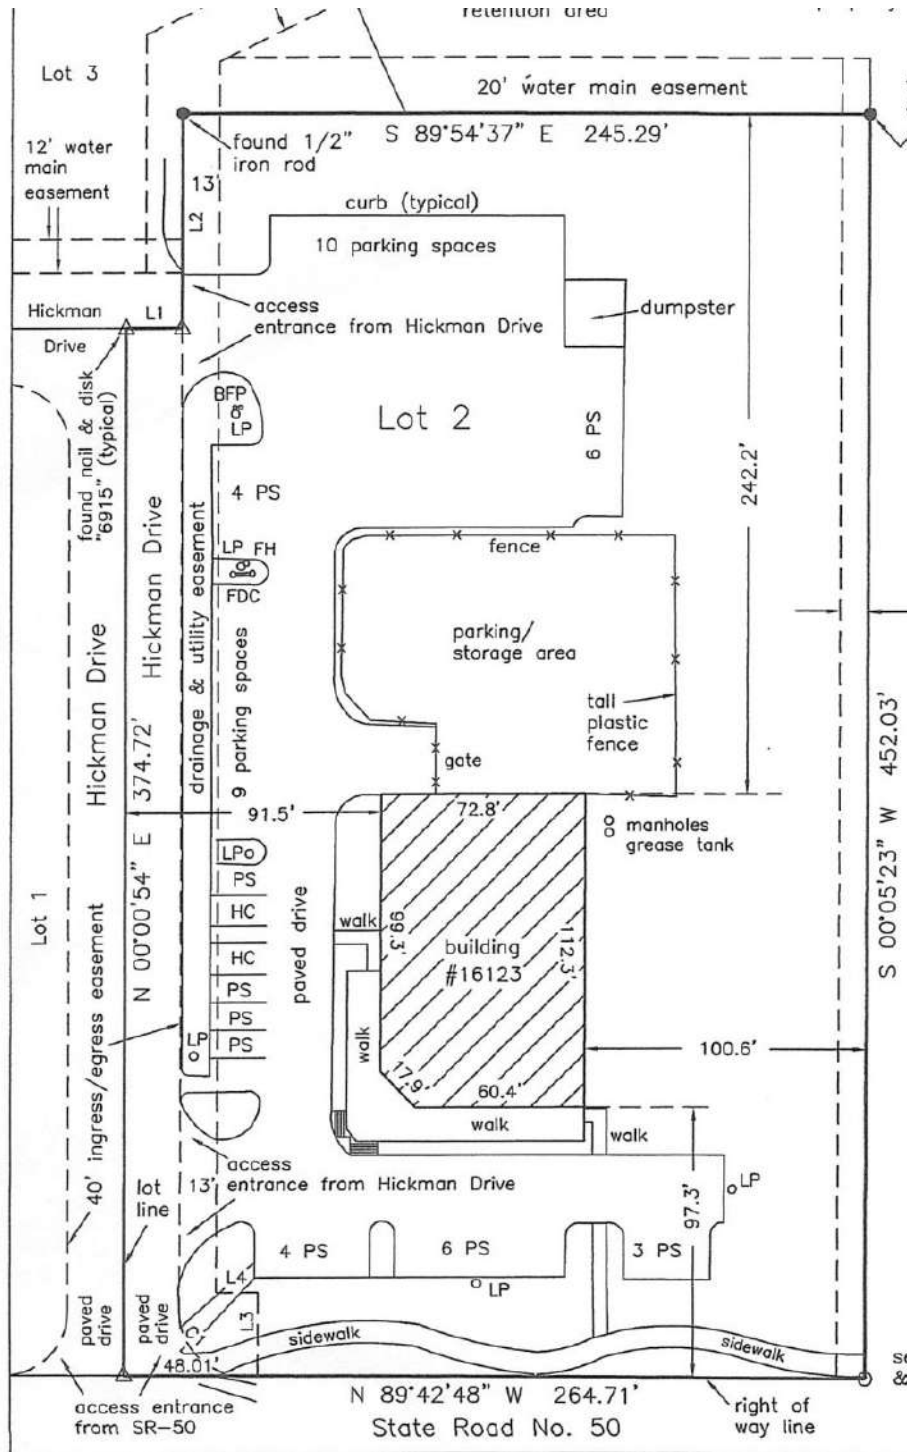 retention area
Lot 3
20' water main easement
S 89°54'37" E 245.29'
found 1/2"
iron rod
12' water
main
easement
13'
L2
curb (typical)
10 parking spaces
Hickman
L1
Drive
access
entrance from Hickman Drive
dumpster
found nail & disk
"6915" (typical)
BFP
LP
Lot 2
6 PS
242.2'
4 PS
LP FH
FDC
fence
Hickman Drive
Hickman Drive
drainage & utility easement
9 parking spaces
parking/
storage area
tall
plastic
fence
gate
N 00°00'54" E 374.72'
S 00°05'23" W 452.03'
91.5'
72.8'
manholes
grease tank
LP
PS
HC
HC
PS
PS
PS
LP
Lot 1
40' ingress/egress easement
paved drive
walk
99.3'
building
#16123
112.3'
walk
17.9'
60.4'
100.6'
walk
walk
access
13' entrance from Hickman Drive
lot
line
LP
97.3'
4 PS
6 PS
3 PS
L4
LP
L3
paved
drive
paved
drive
sidewalk
sidewalk
48.01'
access entrance
from SR-50
N 89°42'48" W 264.71'
State Road No. 50
right of
way line